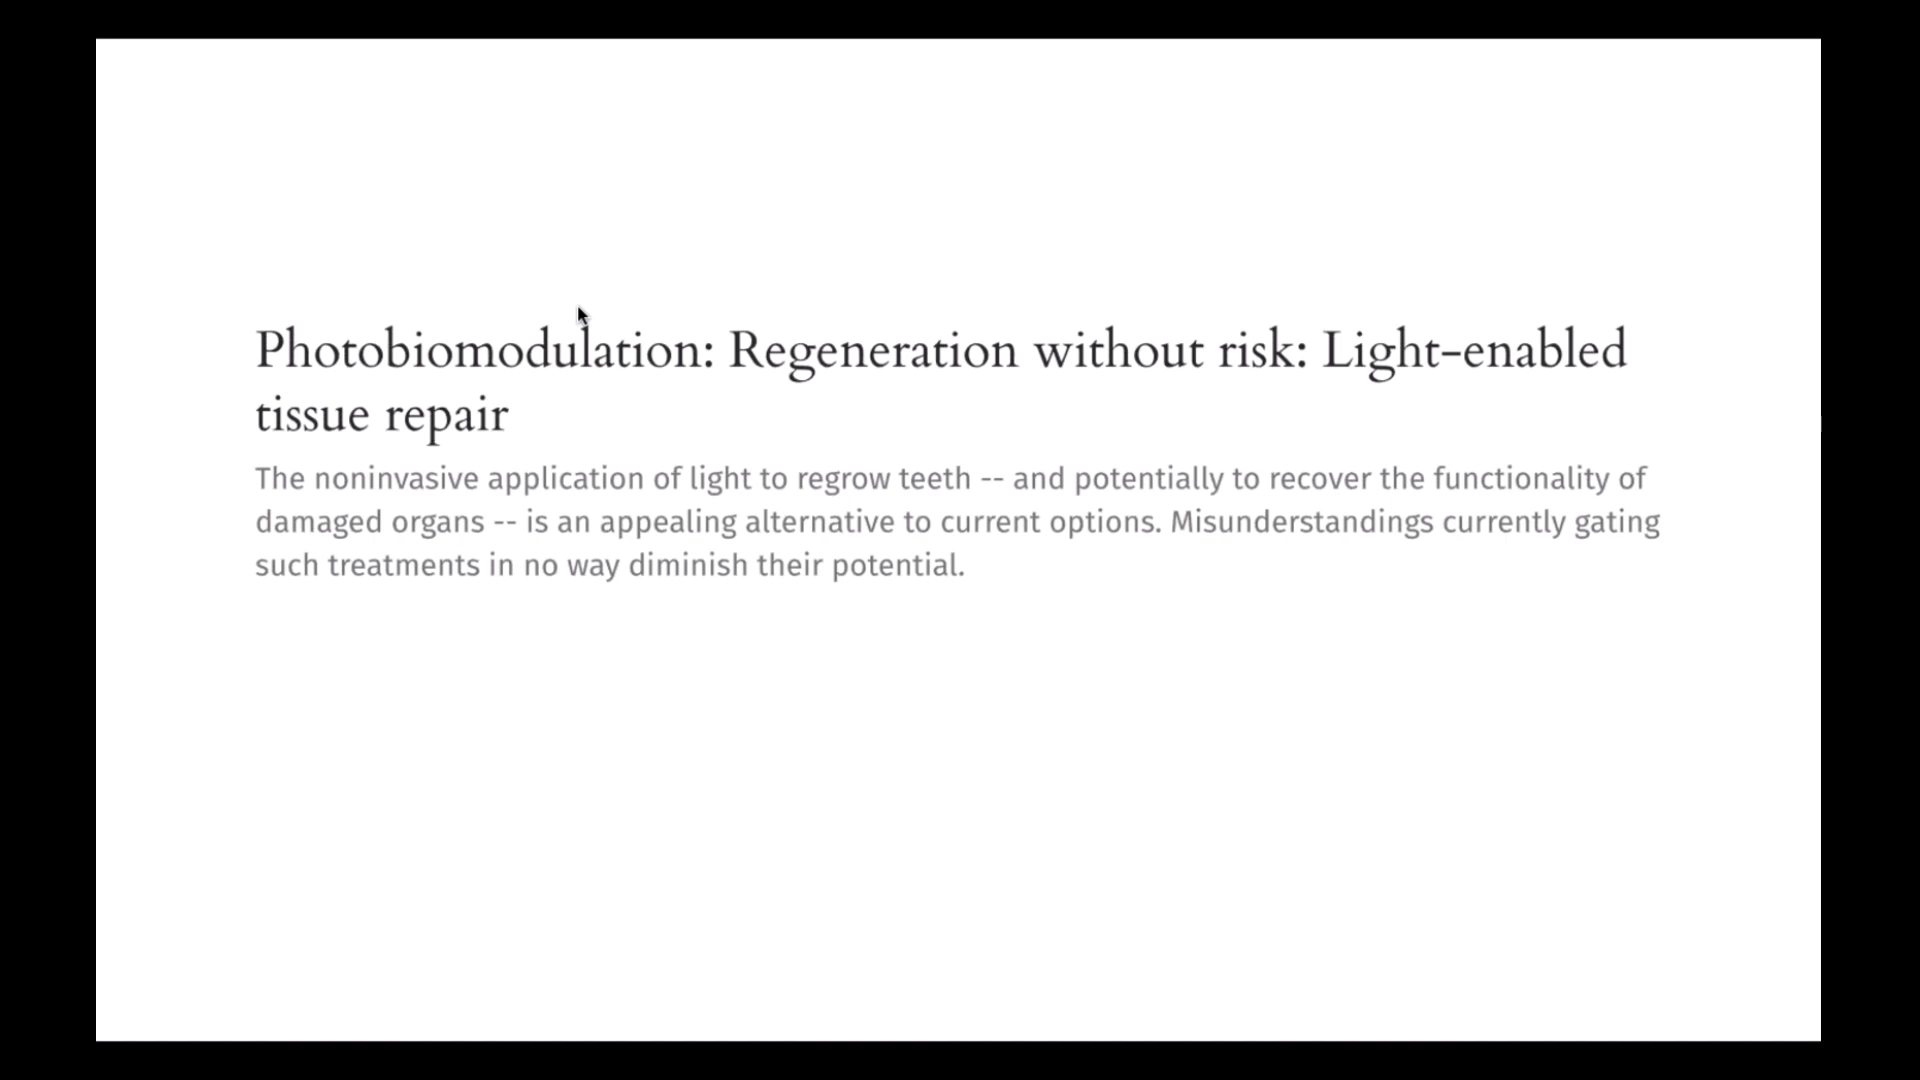 Photobiomodulation: Regeneration without risk: Light-enabled
tissue repair
The noninvasive application of light to regrow teeth -- and potentially to recover the functionality of
damaged organs -- is an appealing alternative to current options. Misunderstandings currently gating
such treatments in no way diminish their potential.